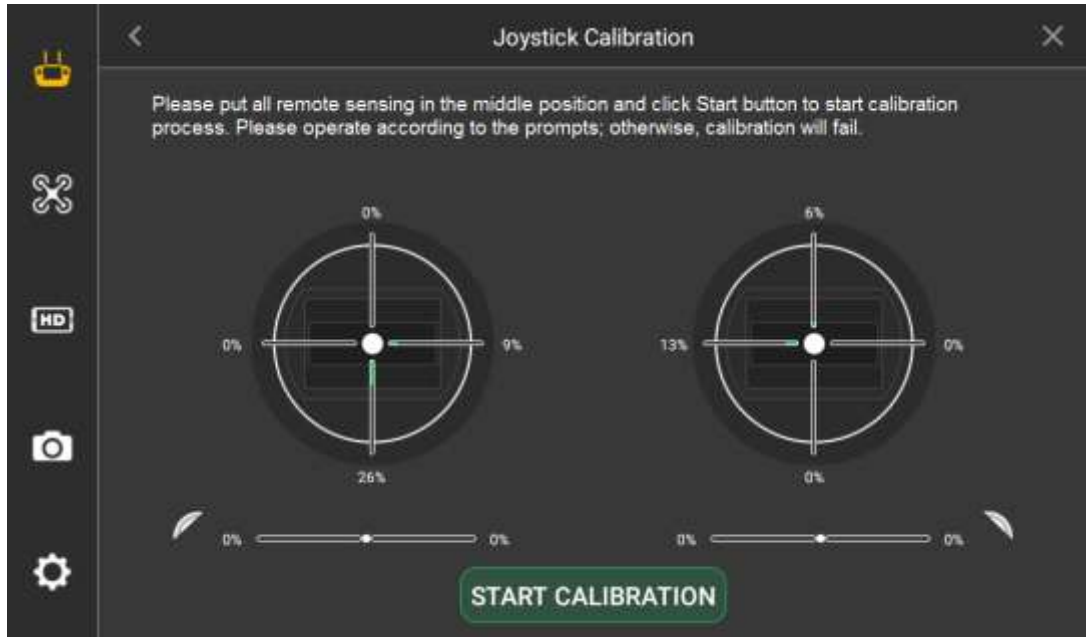 Joystick Calibration
Please put all remote sensing in the middle position and click Start button to start calibration
process. Please operate according to the prompts; otherwise, calibration will fail.
0%
6%
HD
0%
9%
13%
0%
26%
0%
0%
0%
0%
0%
START CALIBRATION